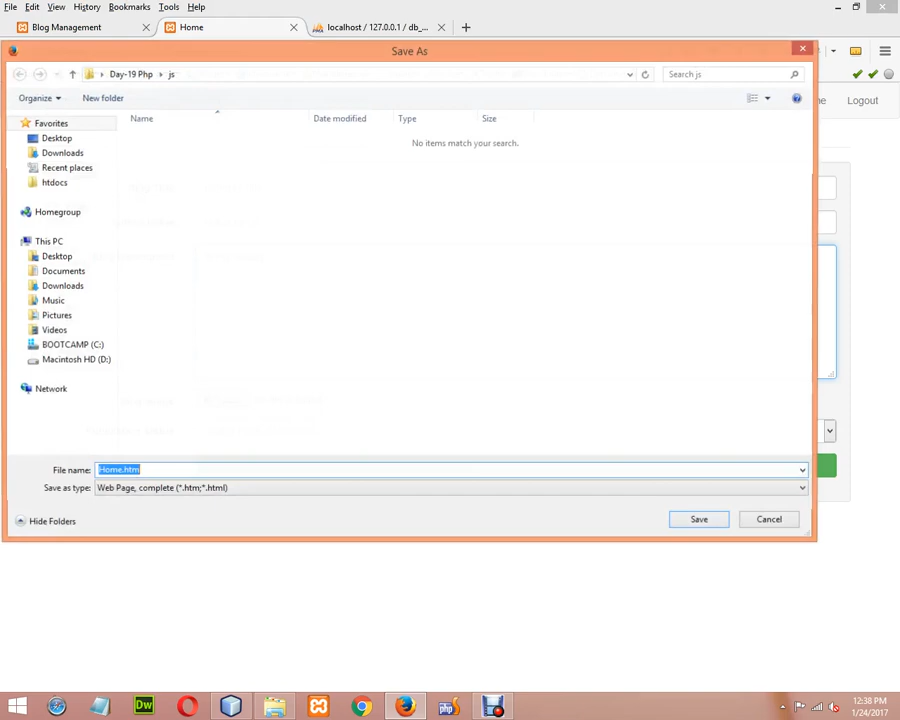 File Edit View History Bookmarks Tools Help
Blog Management
Home
localhost / 127.0.0.1 / db_...
Save As
Day-19 Php
js
Search js
Organize
New folder
Logout
Favorites
Name
Date modified
Type
Size
Desktop
No items match your search.
Downloads
Recent places
htdocs
Homegroup
This PC
Desktop
Documents
Downloads
Music
Pictures
Videos
BOOTCAMP (C:)
Macintosh HD (D:)
Network
File name:
Home.htm
Save as type:
Web Page, complete (*.htm;*.html)
Hide Folders
Save
Cancel
Dw
php
12:38 PM
1/24/2017